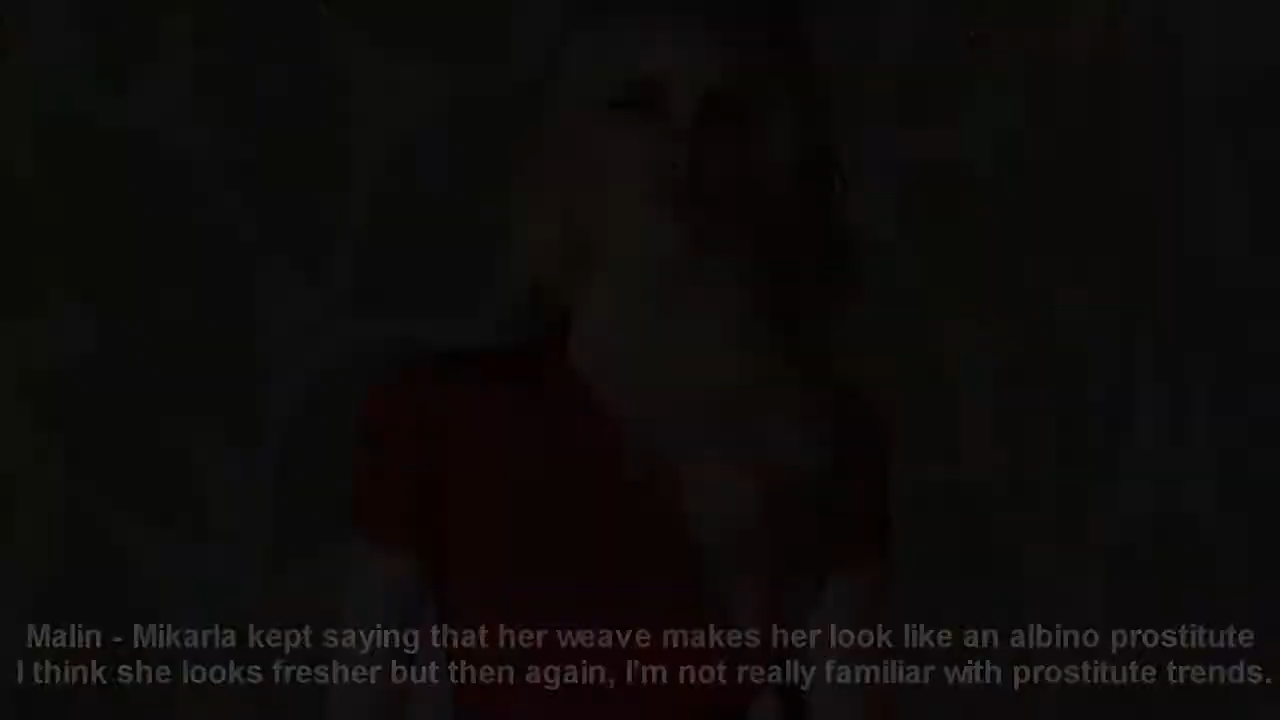 Malin - Mikarla kept saying that her weave makes her look like an albino prostitute
I think she looks fresher but then again, I'm not really familiar with prostitute trends.